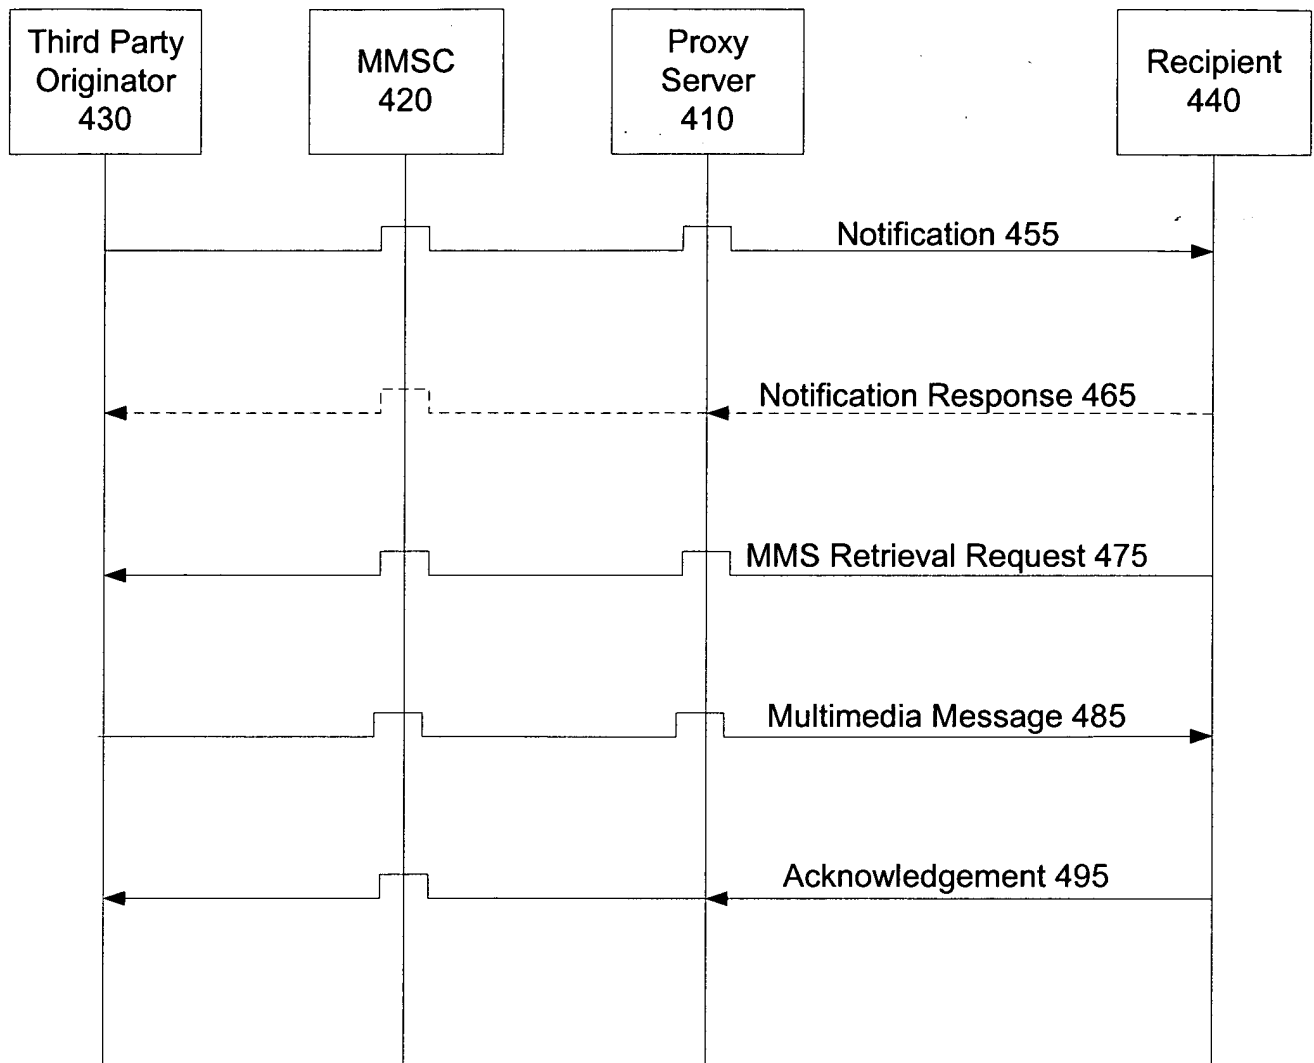 Third Party
Originator
430
MMSC
420
Proxy
Server
410
Recipient
440
Notification 455
Notification Response 465
MMS Retrieval Request 475
Multimedia Message 485
Acknowledgement 495